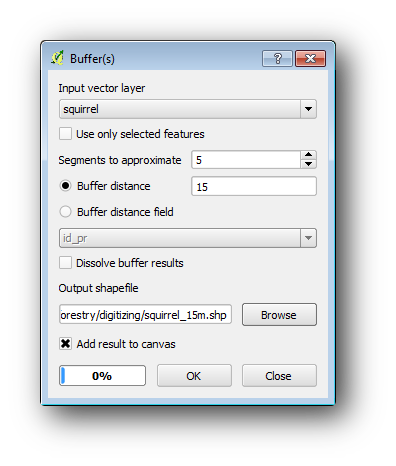 Buffer(s)
?
Input vector layer
squirrel
Use only selected features
Segments to approximate 5
Buffer distance 15
Buffer distance field
id_pr
Dissolve buffer results
Output shapefile
orestry/digitizing/squirrel_15m.shp Browse
Add result to canvas
0% OK Close